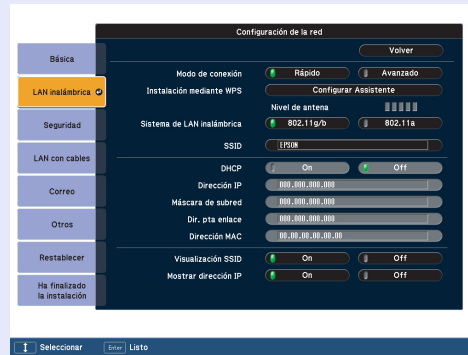 Configuración de la red
Volver
Básica
LAN inalámbrica
Seguridad
LAN con cables
Correo
Otros
Restablecer
Ha finalizado
la instalación
Modo de conexión Rápido Avanzado
Instalación mediante WPS Configurar Asistente
Nivel de antena
Sistema de LAN inalámbrica 802.11g/b 802.11a
SSID EPSON
DHCP On Off
Dirección IP 000.000.000.000
Máscara de subred 000.000.000.000
Dir. pta enlace 000.000.000.000
Dirección MAC 00.00.00.00.00.00
Visualización SSID On Off
Mostrar dirección IP On Off
Seleccionar Enter Listo